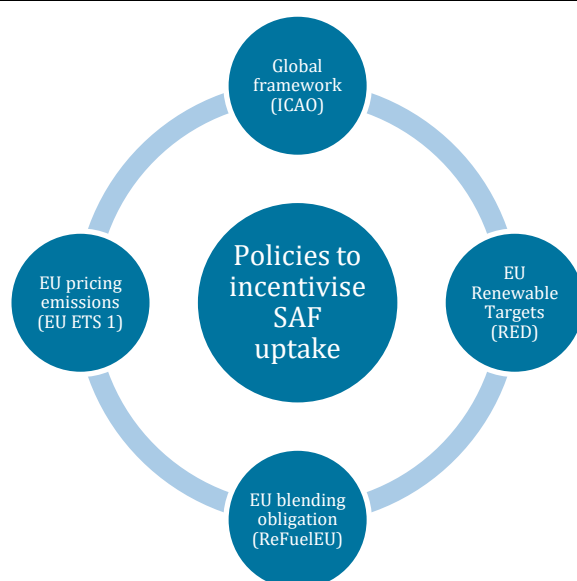 Global
framework
(ICAO)
Policies to
incentivise
SAF
uptake
EU pricing
emissions
(EU ETS 1)
EU
Renewable
Targets
(RED)
EU blending
obligation
(ReFuelEU)